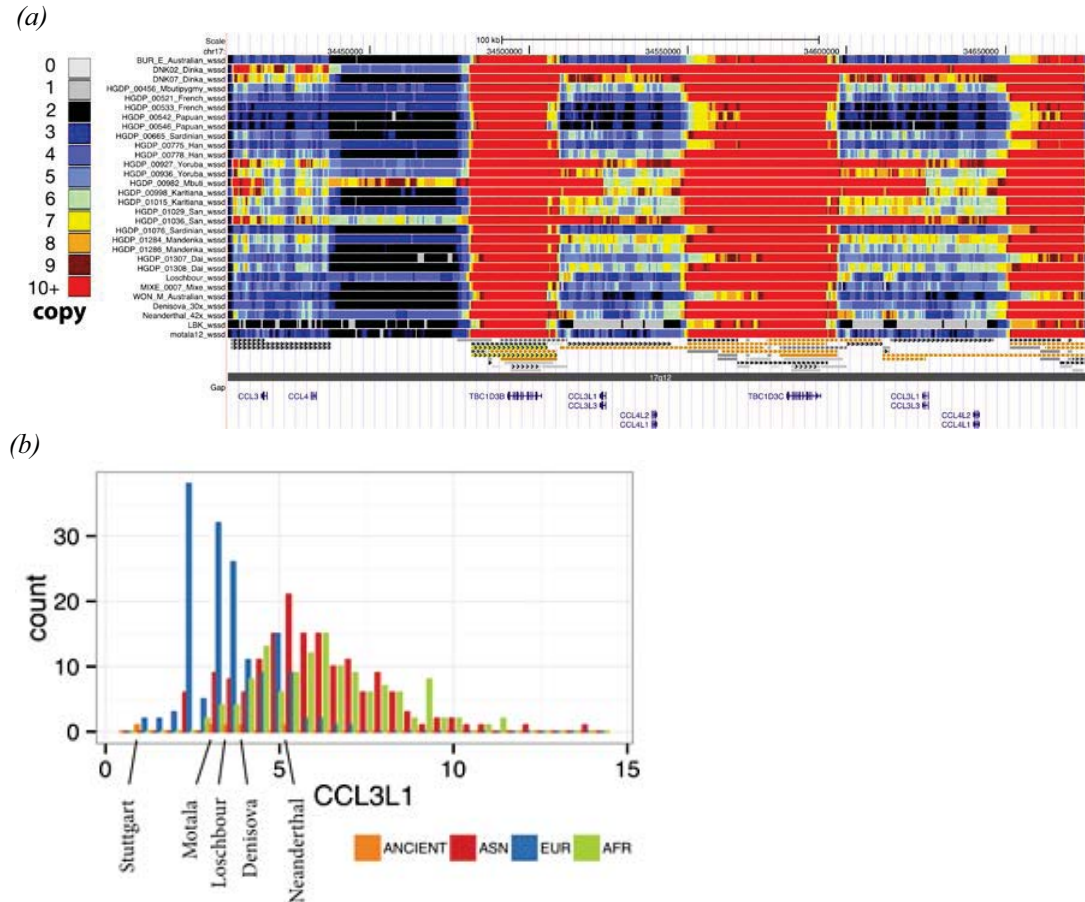 (a)
Scale
chr17:
100 kb
34450000
34500000
34550000
34600000
34650000
0
1
2
3
4
5
6
7
8
9
10+
copy
BUR_E_Australian_wssd
DNK02_Dinka_wssd
DNK07_Dinka_wssd
HGDP_00456_Mbutipygmy_wssd
HGDP_00521_French_wssd
HGDP_00533_French_wssd
HGDP_00542_Papuan_wssd
HGDP_00546_Papuan_wssd
HGDP_00665_Sardinian_wssd
HGDP_00775_Han_wssd
HGDP_00778_Han_wssd
HGDP_00927_Yoruba_wssd
HGDP_00936_Yoruba_wssd
HGDP_00982_Mbuti_wssd
HGDP_00998_Karitiana_wssd
HGDP_01015_Karitiana_wssd
HGDP_01029_San_wssd
HGDP_01036_San_wssd
HGDP_01076_Sardinian_wssd
HGDP_01284_Mandenka_wssd
HGDP_01286_Mandenka_wssd
HGDP_01307_Dai_wssd
HGDP_01308_Dai_wssd
Loschbour_wssd
MIXE_0007_Mixe_wssd
WON_M_Australian_wssd
Denisova_30x_wssd
Neanderthal_42x_wssd
LBK_wssd
motala12_wssd
17q12
Gap
CCL3
CCL4
TBC1D3B
CCL3L1
CCL3L3
CCL4L2
CCL4L1
TBC1D3C
CCL3L1
CCL3L3
CCL4L2
CCL4L1
(b)
count
30
20
10
0
0
5
10
15
CCL3L1
Stuttgart
Motala
Loschbour
Denisova
Neanderthal
ANCIENT
ASN
EUR
AFR